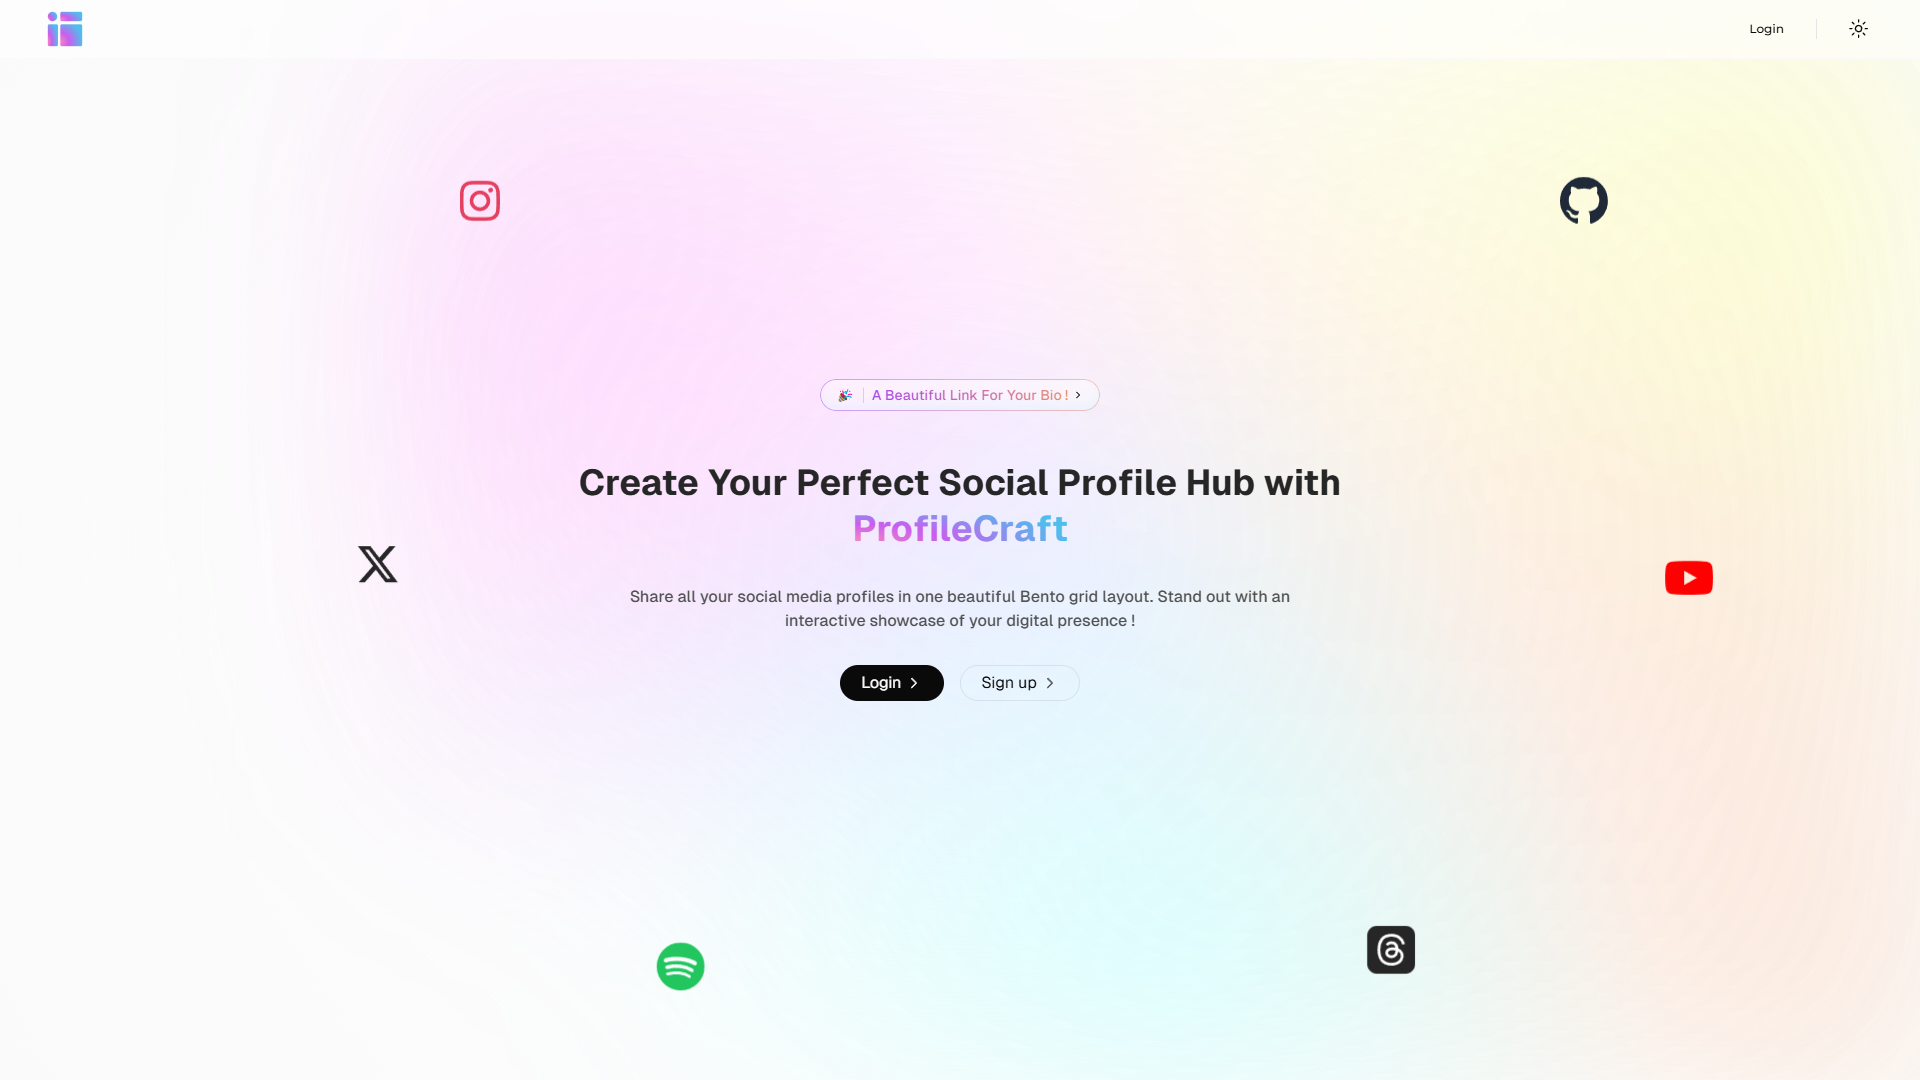 Login
A Beautiful Link For Your Bio !
Create Your Perfect Social Profile Hub with
ProfileCraft
Share all your social media profiles in one beautiful Bento grid layout. Stand out with an
interactive showcase of your digital presence !
Login
Sign up